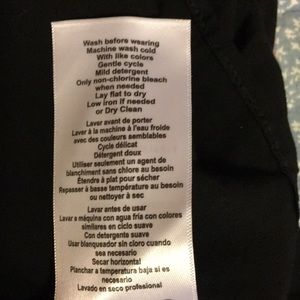 Wash before wearing
Machine wash cold
With like colors
Gentle cycle
Mild detergent
Only non-chlorine bleach
when needed
Lay flat to dry
Low iron if needed
or Dry Clean
Laver avant de porter
Laver à la machine à l'eau froide
avec des couleurs semblables
Cycle délicat
Détergent doux
Utiliser seulement un agent de
blanchiment sans chlore au besoin
Étendre à plat pour sécher
Repasser à basse température au besoin
ou nettoyer à sec
Lavar antes de usar
Lavar a máquina con agua fría con colores
similares en ciclo suave
Con detergente suave
Usar blanqueador sin cloro cuando
sea necesario
Secar horizontal
Planchar a temperatura baja si es
necesario
Lavado en seco profesional